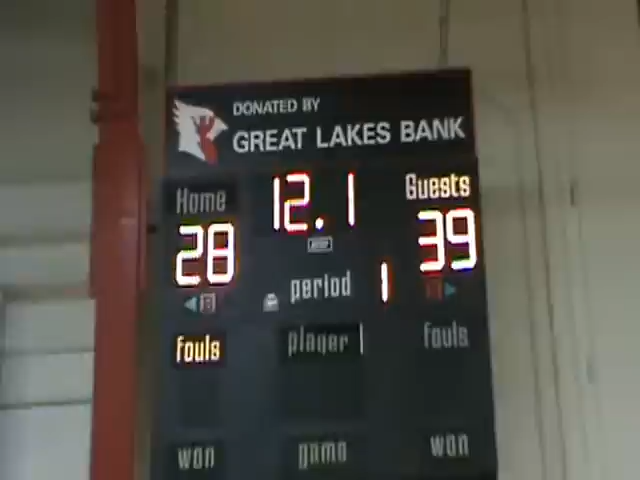 DONATED BY
GREAT LAKES BANK
Home 12.1 Guests
28 39
period 1
fouls player fouls
won game won